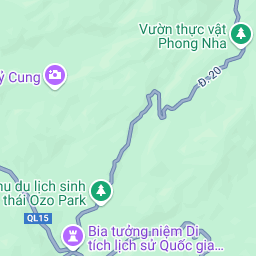 Vườn thực vật
Phong Nha
Đ. 20
Cung
du lịch sinh
thái Ozo Park
QL15
Bia tưởng niệm Di
tích lịch sử Quốc gia...